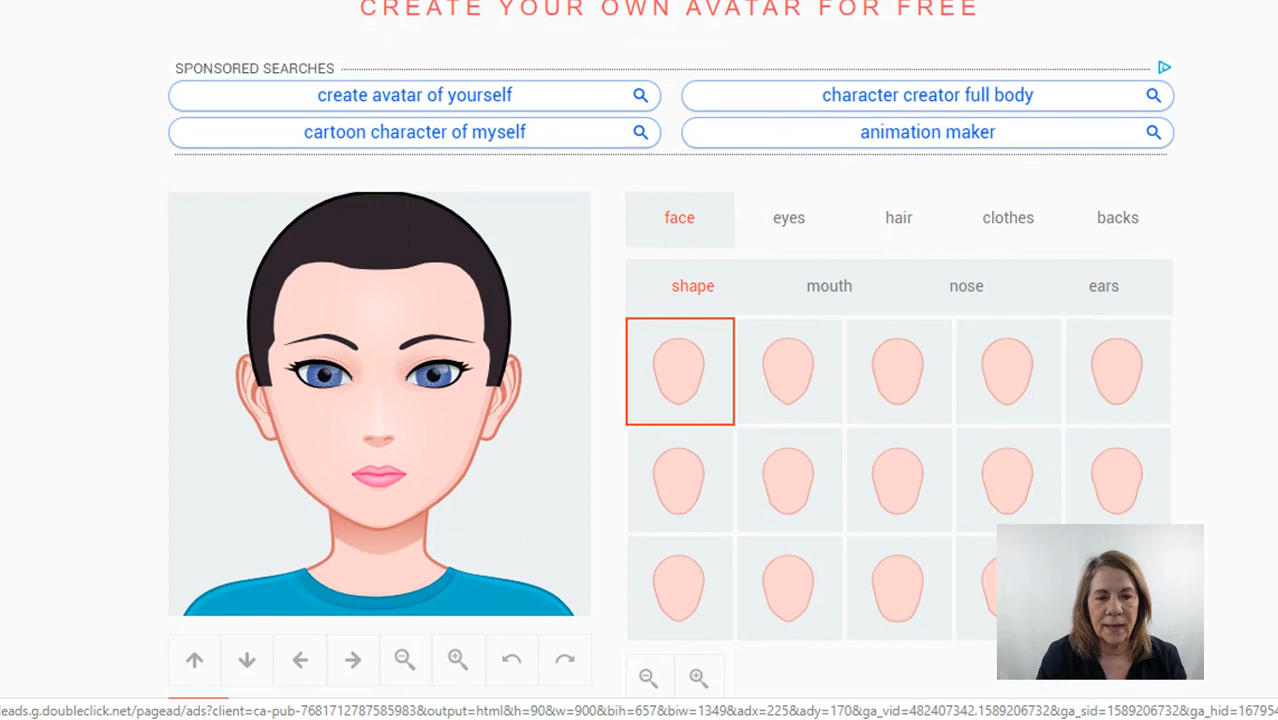 CREATE YOUR OWN AVATAR FOR FREE
SPONSORED SEARCHES
create avatar of yourself
character creator full body
cartoon character of myself
animation maker
face eyes hair clothes backs
shape mouth nose ears
leads.g.doubleclick.net/pagead/ads?client=ca-pub-7681712787585983&output=html&h=90&w=900&bih=657&biw=1349&adx=225&ady=170&ga_vid=482407342.1589206732&ga_sid=1589206732&ga_hid=167954